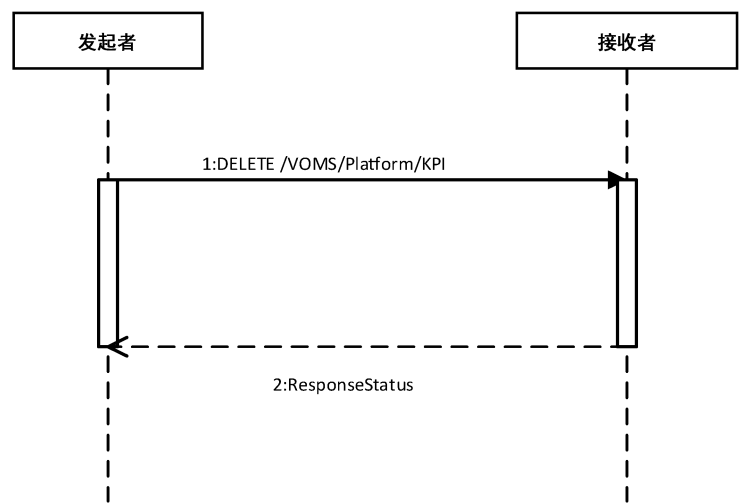 发起者
接收者
1:DELETE /VOMS/Platform/KPI
2:ResponseStatus